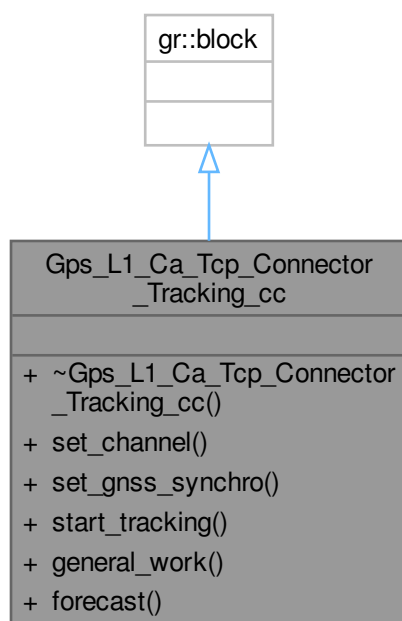 gr::block
Gps_L1_Ca_Tcp_Connector
_Tracking_cc
+ ~Gps_L1_Ca_Tcp_Connector
_Tracking_cc()
+ set_channel()
+ set_gnss_synchro()
+ start_tracking()
+ general_work()
+ forecast()